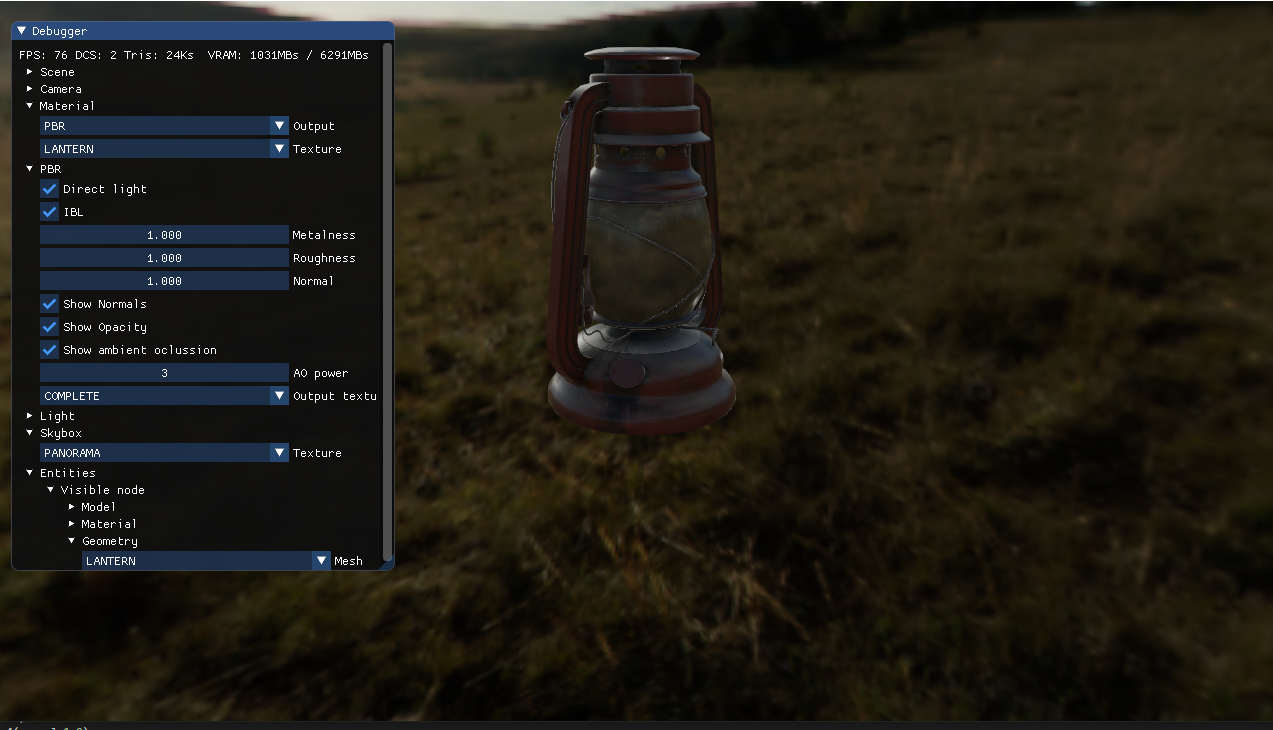 Debugger
FPS: 76 DCS: 2 Tris: 24Ks VRAM: 1031MBs / 6291MBs
Scene
Camera
Material
PBR Output
LANTERN Texture
PBR
Direct light
IBL
1.000 Metalness
1.000 Roughness
1.000 Normal
Show Normals
Show Opacity
Show ambient oclussion
3 AO power
COMPLETE Output textu
Light
Skybox
PANORAMA Texture
Entities
Visible node
Model
Material
Geometry
LANTERN Mesh